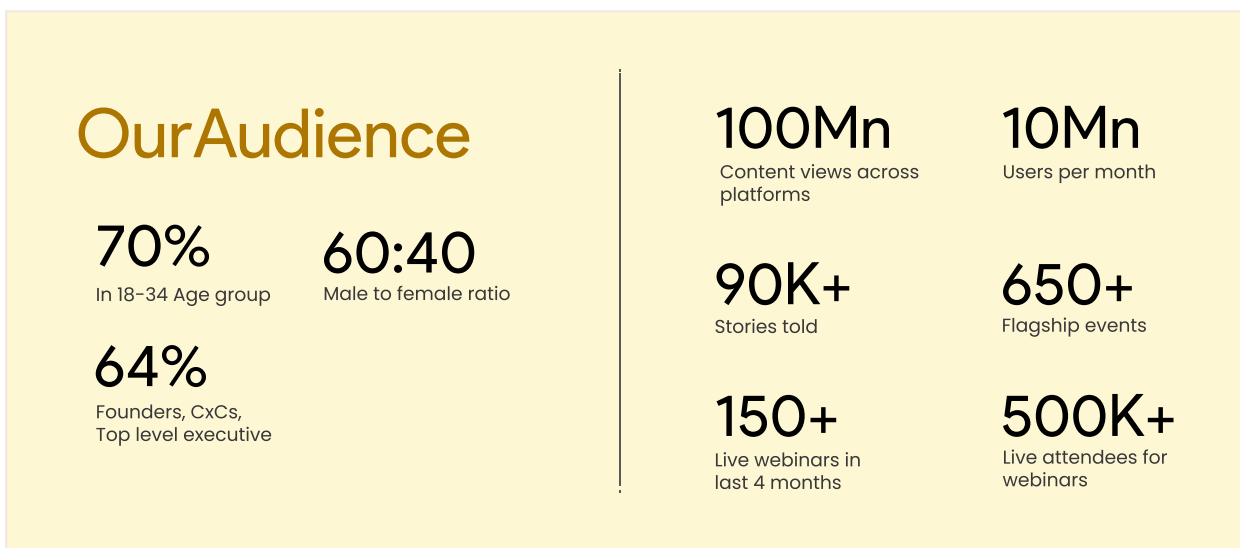 OurAudience
70%
In 18-34 Age group
60:40
Male to female ratio
64%
Founders, CxCs,
Top level executive
100Mn
Content views across
platforms
10Mn
Users per month
90K+
Stories told
650+
Flagship events
150+
Live webinars in
last 4 months
500K+
Live attendees for
webinars